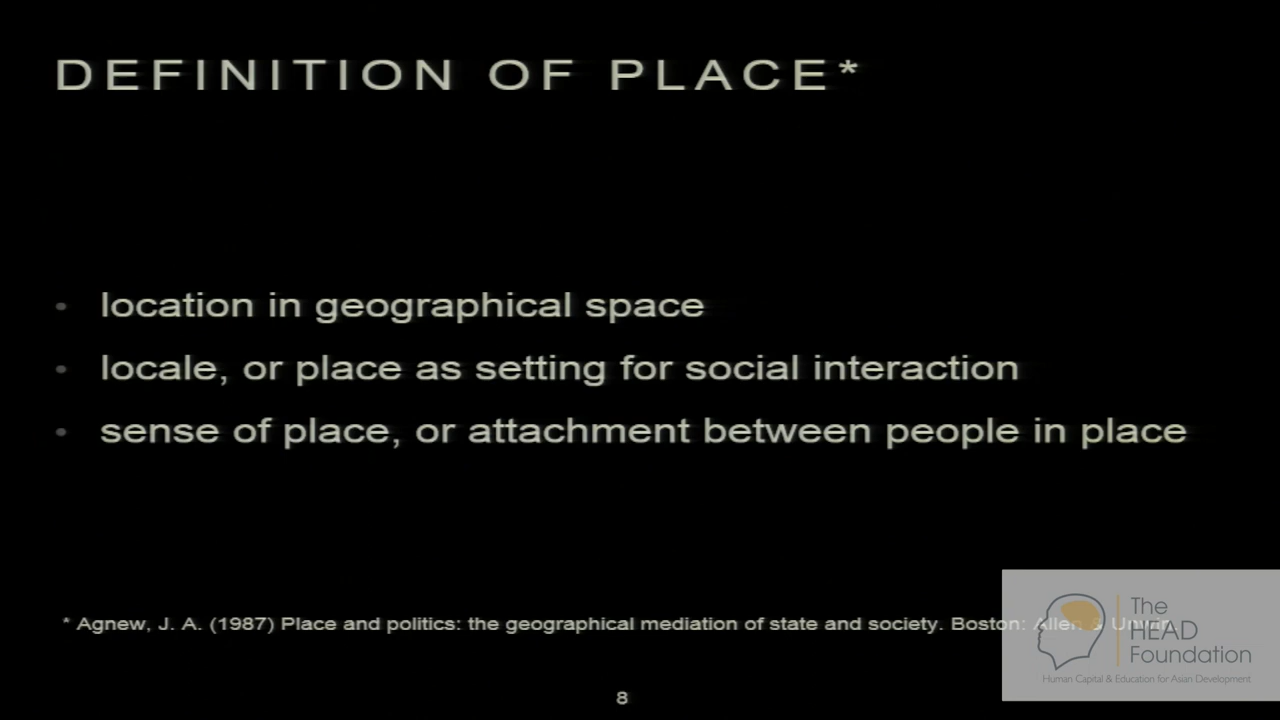 DEFINITION OF PLACE*
• location in geographical space
• locale, or place as setting for social interaction
• sense of place, or attachment between people in place
* Agnew, J. A. (1987) Place and politics: the geographical mediation of state and society. Boston: Allen & Unwin.
The
HEAD
Foundation
Human Capital & Education for Asian Development
8